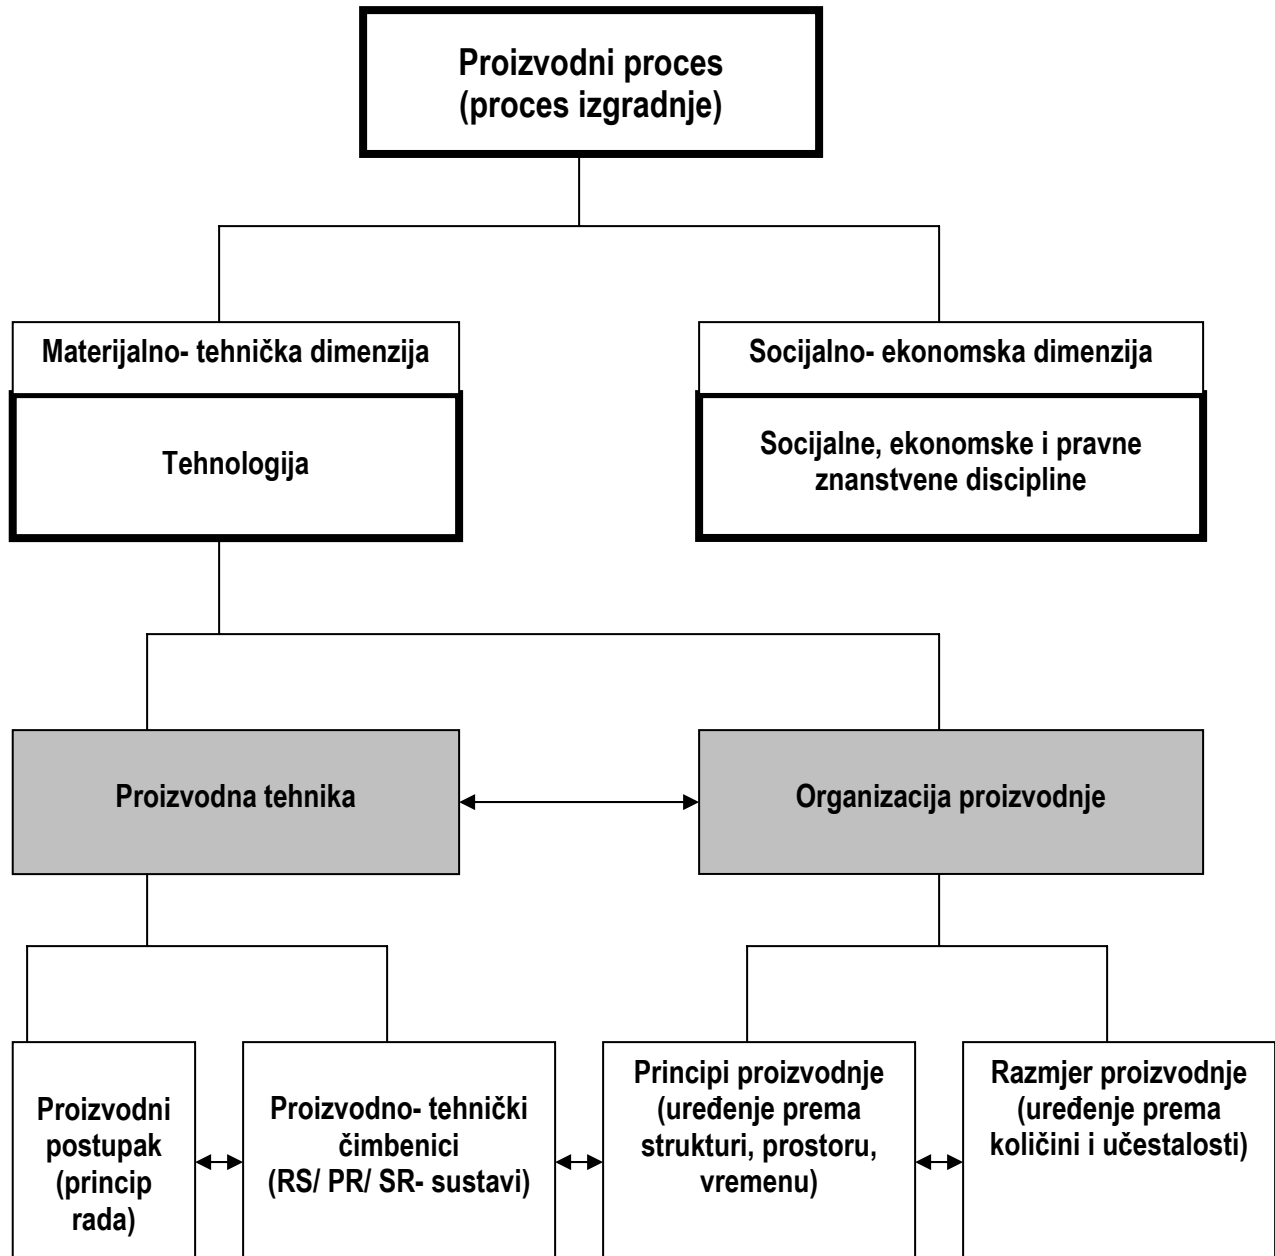 Proizvodni proces
(proces izgradnje)
Materijalno- tehnička dimenzija
Socijalno- ekonomska dimenzija
Tehnologija
Socijalne, ekonomske i pravne
znanstvene discipline
Proizvodna tehnika
Organizacija proizvodnje
Proizvodni
postupak
(princip
rada)
Proizvodno- tehnički
čimbenici
(RS/ PR/ SR- sustavi)
Principi proizvodnje
(uređenje prema
strukturi, prostoru,
vremenu)
Razmjer proizvodnje
(uređenje prema
količini i učestalosti)